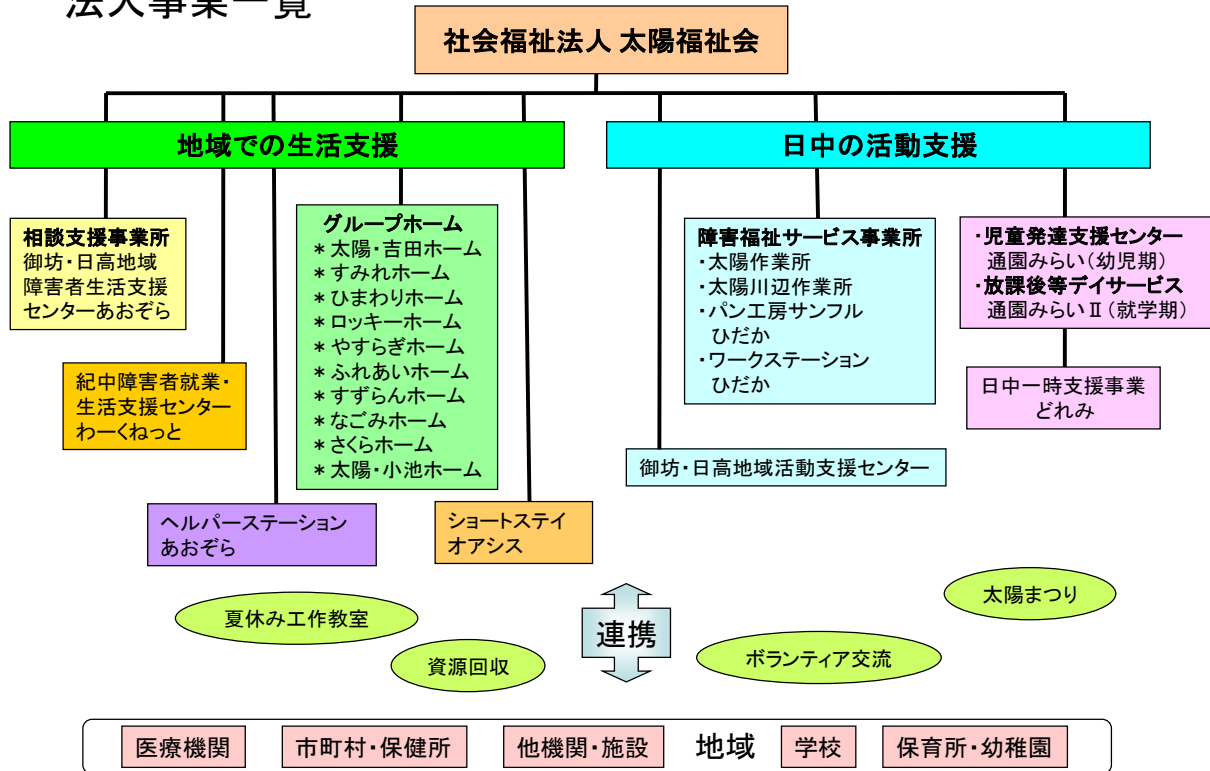 法人事業一覧
社会福祉法人 太陽福祉会
地域での生活支援
日中の活動支援
相談支援事業所
御坊・日高地域
障害者生活支援
センターあおぞら
紀中障害者就業・
生活支援センター
わーくねっと
ヘルパーステーション
あおぞら
グループホーム
＊太陽・吉田ホーム
＊すみれホーム
＊ひまわりホーム
＊ロッキーホーム
＊やすらぎホーム
＊ふれあいホーム
＊すずらんホーム
＊なごみホーム
＊さくらホーム
＊太陽・小池ホーム
ショートステイ
オアシス
障害福祉サービス事業所
・太陽作業所
・太陽川辺作業所
・パン工房サンフル
ひだか
・ワークステーション
ひだか
御坊・日高地域活動支援センター
・児童発達支援センター
通園みらい（幼児期）
・放課後等デイサービス
通園みらいⅡ（就学期）
日中一時支援事業
どれみ
夏休み工作教室
資源回収
連携
ボランティア交流
太陽まつり
医療機関
市町村・保健所
他機関・施設
地域
学校
保育所・幼稚園